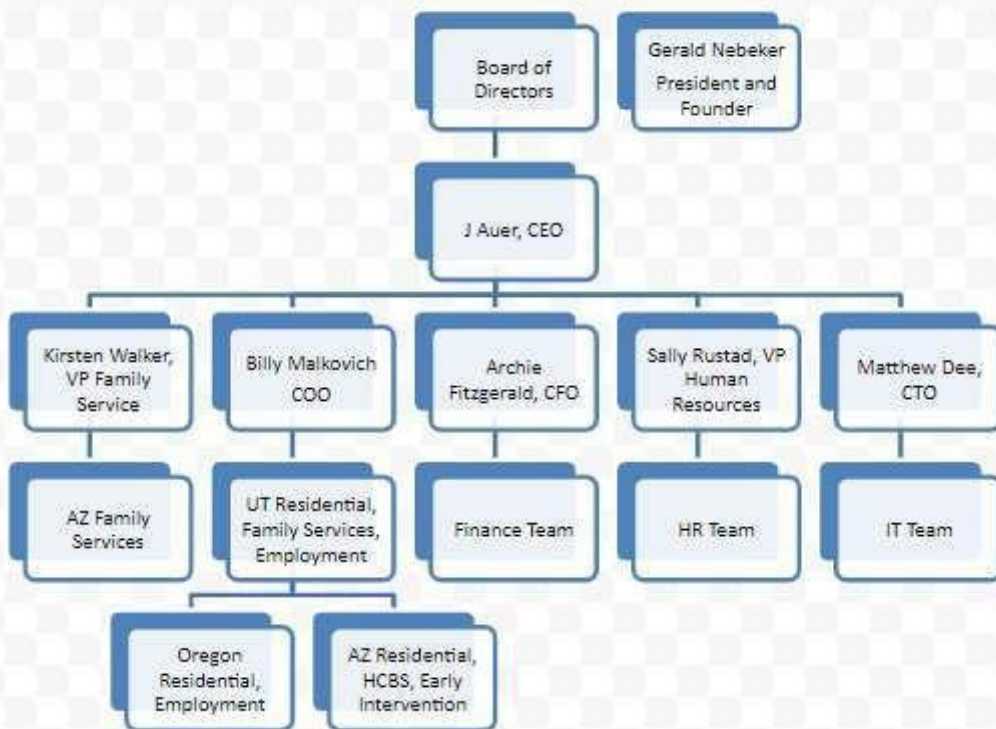 Board of
Directors
Gerald Nebeker
President and
Founder
J Auer, CEO
Kirsten Walker,
VP Family
Service
Billy Malkovich
COO
Archie
Fitzgerald, CFO
Sally Rustad, VP
Human
Resources
Matthew Dee,
CTO
AZ Family
Services
UT Residential,
Family Services,
Employment
Finance Team
HR Team
IT Team
Oregon
Residential,
Employment
AZ Residential,
HCBS, Early
Intervention